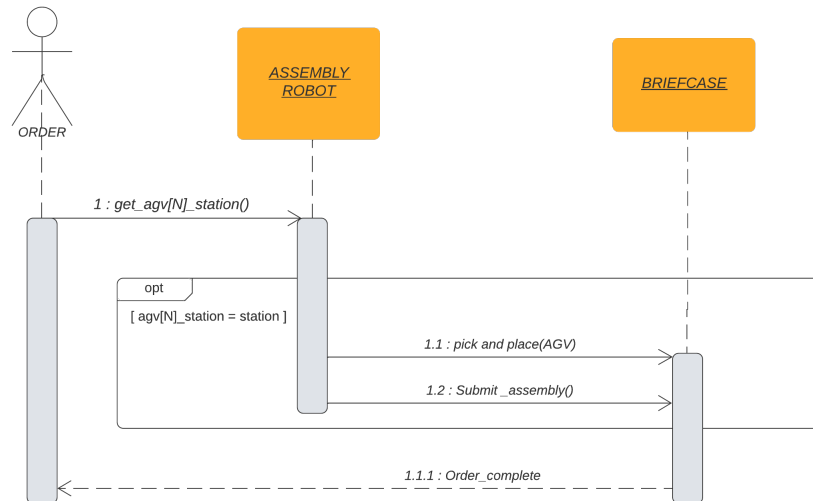 ASSEMBLY
ROBOT
BRIEFCASE
ORDER
1 : get_agv[N]_station()
opt
[ agv[N]_station = station ]
1.1 : pick and place(AGV)
1.2 : Submit _assembly()
1.1.1 : Order_complete